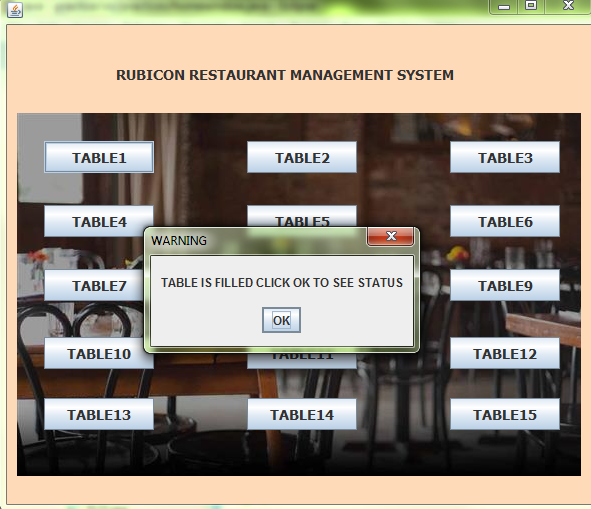 RUBICON RESTAURANT MANAGEMENT SYSTEM
TABLE1 TABLE2 TABLE3
TABLE4 TABLE5 TABLE6
WARNING
TABLE IS FILLED CLICK OK TO SEE STATUS
OK
TABLE7 TABLE9
TABLE10 TABLE11 TABLE12
TABLE13 TABLE14 TABLE15